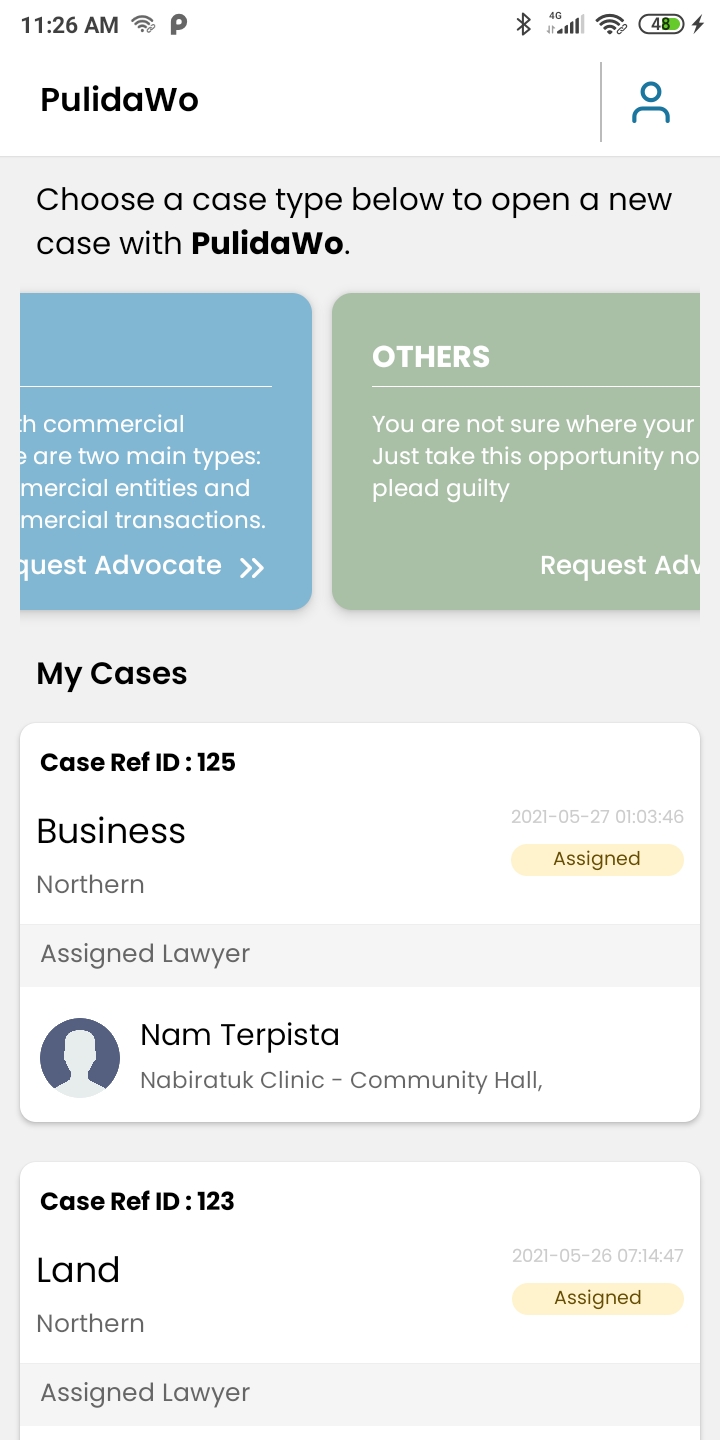 11:26 AM
4G
48
PulidaWo
Choose a case type below to open a new
case with PulidaWo.
th commercial
e are two main types:
mercial entities and
mercial transactions.
quest Advocate
OTHERS
You are not sure where your
Just take this opportunity no
plead guilty
Request Adv
My Cases
Case Ref ID : 125
Business
2021-05-27 01:03:46
Assigned
Northern
Assigned Lawyer
Nam Terpista
Nabiratuk Clinic - Community Hall,
Case Ref ID : 123
Land
2021-05-26 07:14:47
Assigned
Northern
Assigned Lawyer